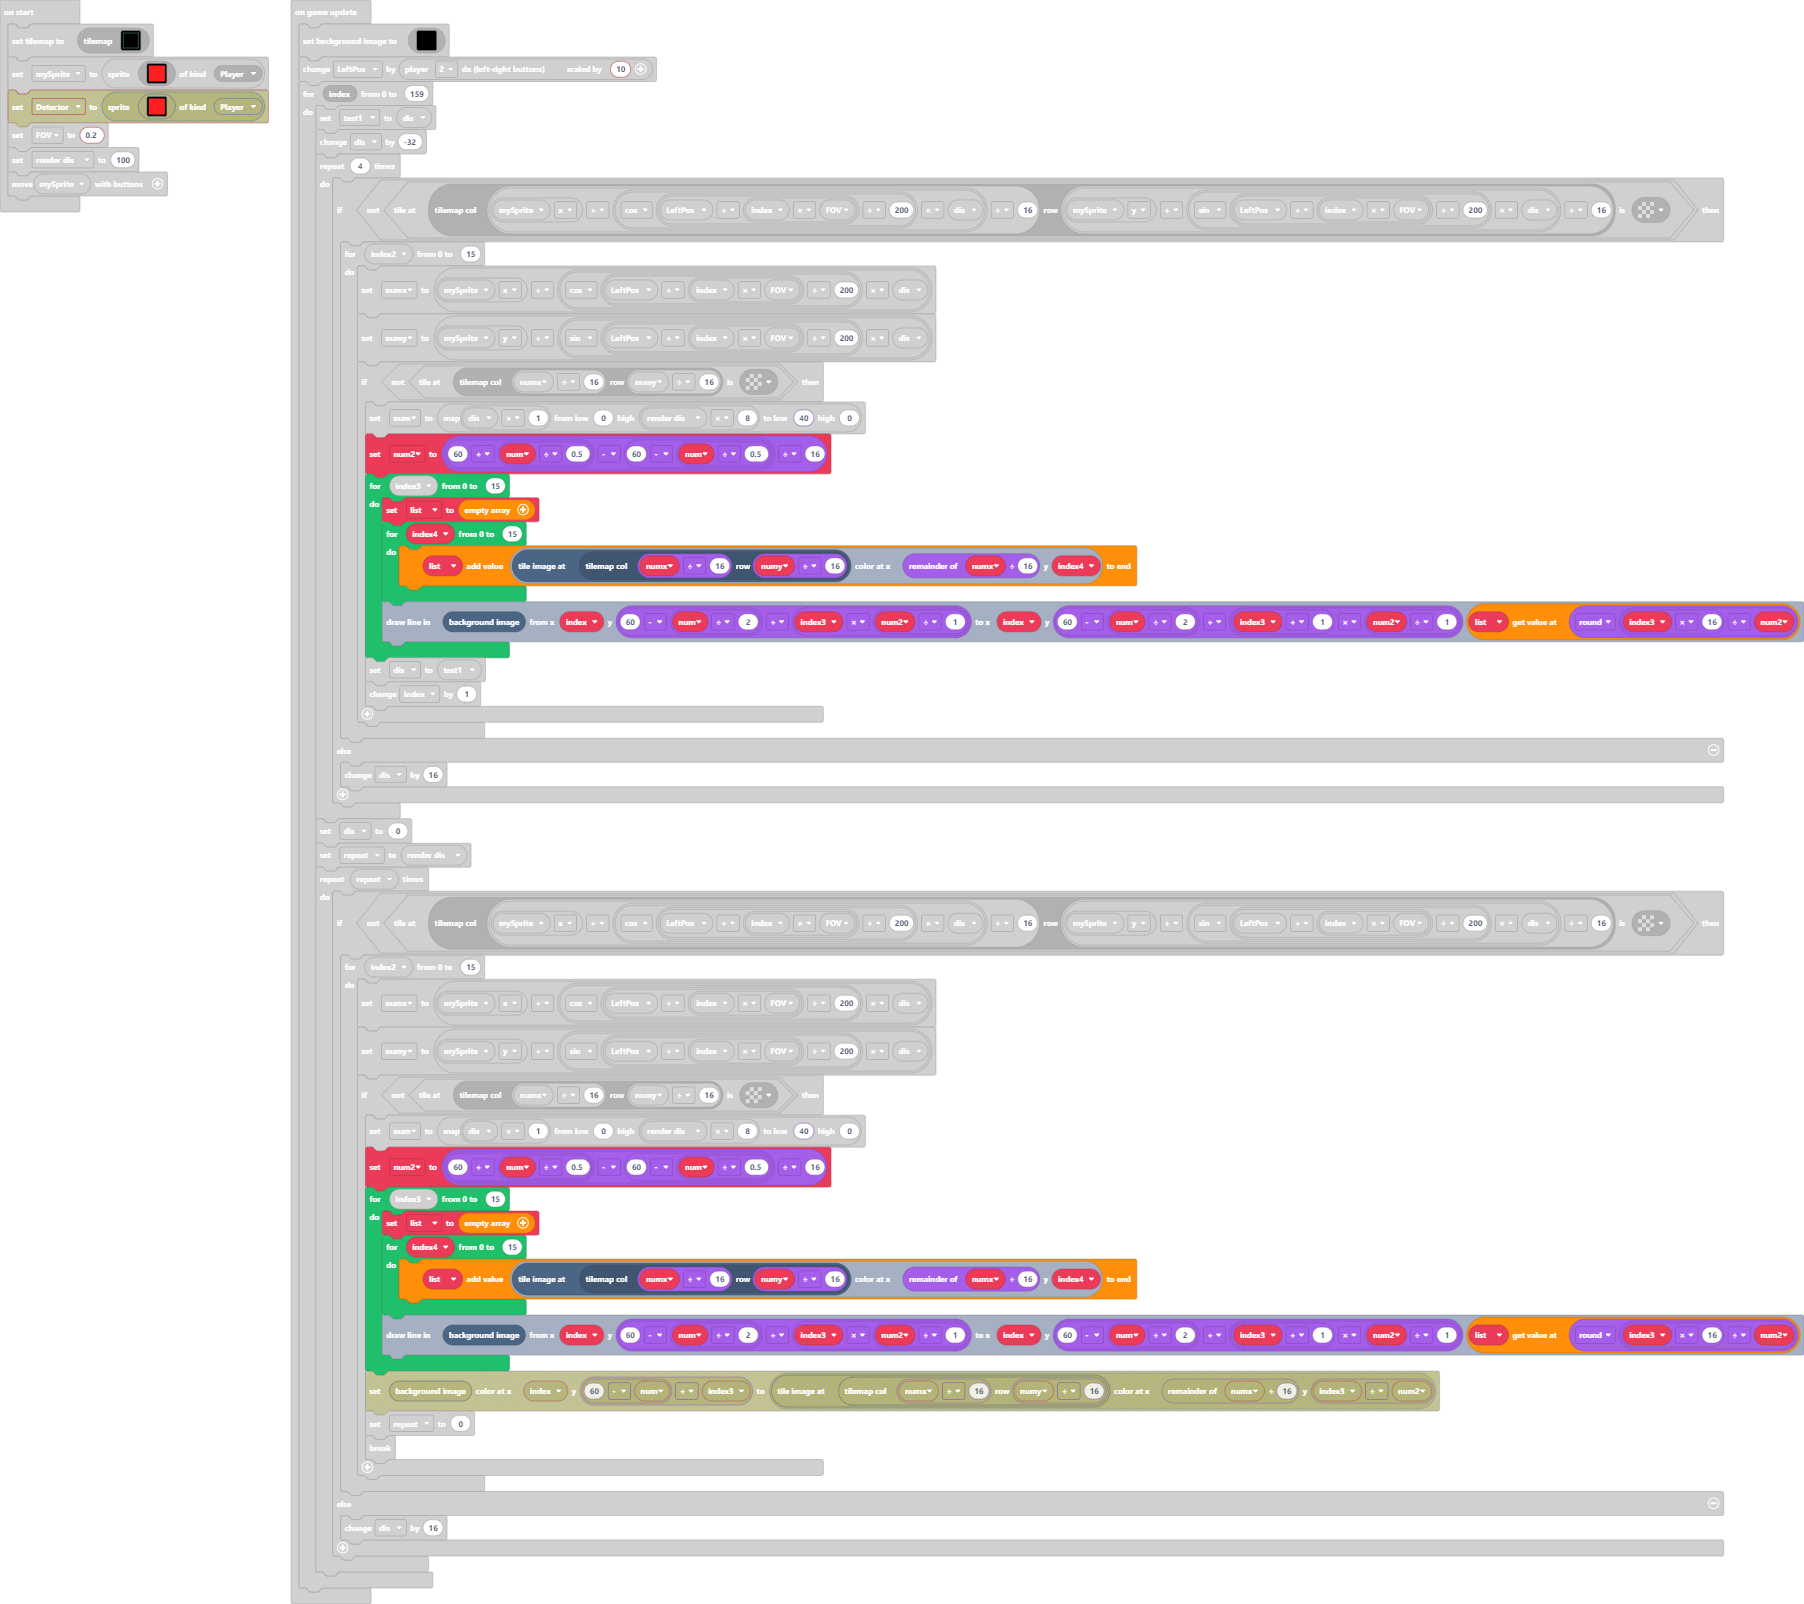 on start
set tilemap to tilemap
set mySprite to sprite of kind Player
set Detector to sprite of kind Player
set FOV to 0.2
set render dis to 100
move mySprite with buttons
on game update
set background image to
change LeftPos by player 2 dx (left-right buttons) scaled by 10
for index from 0 to 159
do
set test1 to dis
change dis by -32
repeat 4 times
do
if not tile at tilemap col mySprite x + cos LeftPos + index × FOV ÷ 200 × dis ÷ 16 row mySprite y + sin LeftPos + index × FOV ÷ 200 × dis ÷ 16 is then
for index2 from 0 to 15
do
set numx to mySprite x + cos LeftPos + index × FOV ÷ 200 × dis
set numy to mySprite y + sin LeftPos + index × FOV ÷ 200 × dis
if not tile at tilemap col numx ÷ 16 row numy ÷ 16 is then
set num to map dis × 1 from low 0 high render dis × 8 to low 40 high 0
set num2 to 60 + num ÷ 0.5 - 60 - num ÷ 0.5 ÷ 16
for index3 from 0 to 15
do
set list to empty array
for index4 from 0 to 15
do
list add value tile image at tilemap col numx ÷ 16 row numy ÷ 16 color at x remainder of numx ÷ 16 y index4 to end
draw line in background image from x index y 60 - num ÷ 2 + index3 × num2 ÷ 1 to x index y 60 - num ÷ 2 + index3 + 1 × num2 ÷ 1 list get value at round index3 × 16 ÷ num2
set dis to test1
change index by 1
else
change dis by 16
set dis to 0
set repeat to render dis
repeat repeat times
do
if not tile at tilemap col mySprite x + cos LeftPos + index × FOV ÷ 200 × dis ÷ 16 row mySprite y + sin LeftPos + index × FOV ÷ 200 × dis ÷ 16 is then
for index2 from 0 to 15
do
set numx to mySprite x + cos LeftPos + index × FOV ÷ 200 × dis
set numy to mySprite y + sin LeftPos + index × FOV ÷ 200 × dis
if not tile at tilemap col numx ÷ 16 row numy ÷ 16 is then
set num to map dis × 1 from low 0 high render dis × 8 to low 40 high 0
set num2 to 60 + num ÷ 0.5 - 60 - num ÷ 0.5 ÷ 16
for index3 from 0 to 15
do
set list to empty array
for index4 from 0 to 15
do
list add value tile image at tilemap col numx ÷ 16 row numy ÷ 16 color at x remainder of numx ÷ 16 y index4 to end
draw line in background image from x index y 60 - num ÷ 2 + index3 × num2 ÷ 1 to x index y 60 - num ÷ 2 + index3 + 1 × num2 ÷ 1 list get value at round index3 × 16 ÷ num2
set background image color at x index y 60 - num + index3 to tile image at tilemap col numx ÷ 16 row numy ÷ 16 color at x remainder of numx ÷ 16 y index3 ÷ num2
set repeat to 0
break
else
change dis by 16